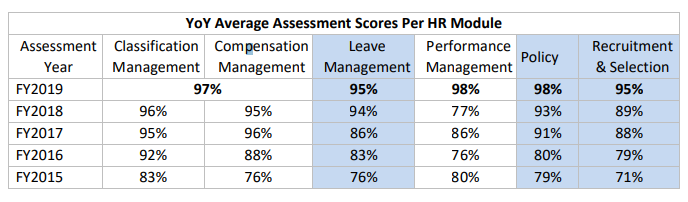 YoY Average Assessment Scores Per HR Module
Assessment Year Classification Management Compensation Management Leave Management Performance Management Policy Recruitment & Selection
FY2019 97% 95% 98% 98% 95%
FY2018 96% 95% 94% 77% 93% 89%
FY2017 95% 96% 86% 86% 91% 88%
FY2016 92% 88% 83% 76% 80% 79%
FY2015 83% 76% 76% 80% 79% 71%